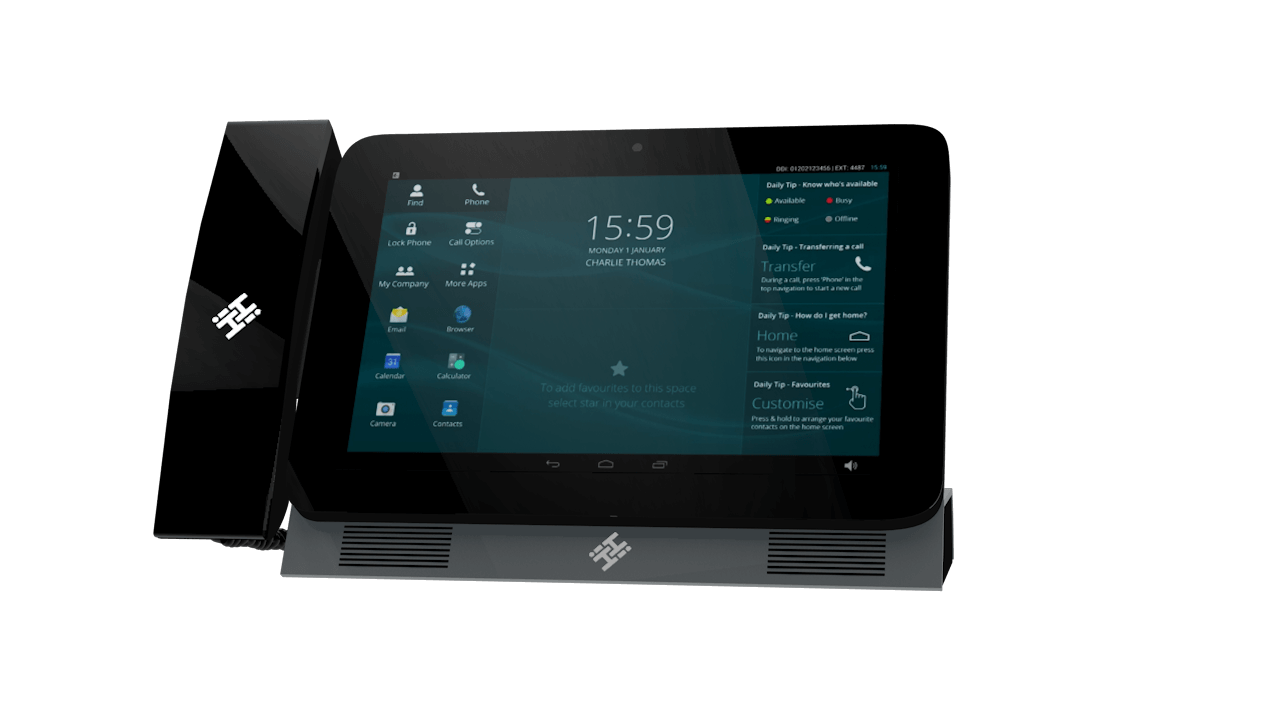 DDI: 01202123456 | EXT: 4487 15:59
Find
Phone
Lock Phone
Call Options
My Company
More Apps
Email
Browser
31
Calendar
Calculator
Camera
Contacts
15:59
MONDAY 1 JANUARY
CHARLIE THOMAS
To add favourites to this space
select star in your contacts
Daily Tip - Know who's available
Available
Busy
Ringing
Offline
Daily Tip - Transferring a call
Transfer
During a call, press 'Phone' in the
top navigation to start a new call
Daily Tip - How do I get home?
Home
To navigate to the home screen press
this icon in the navigation below
Daily Tip - Favourites
Customise
Press & hold to arrange your favourite
contacts on the home screen